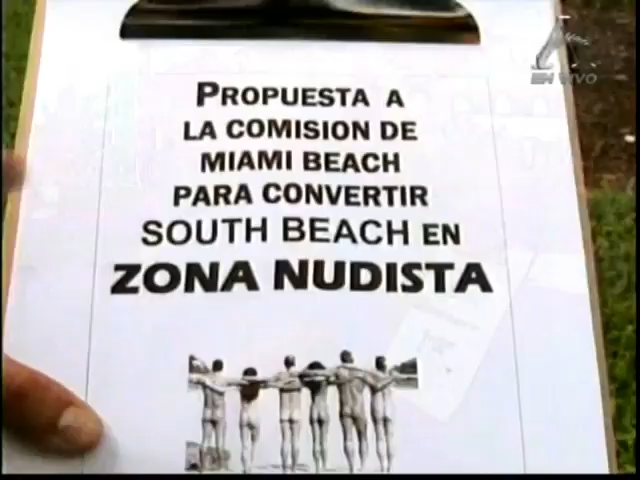 PROPUESTA A
LA COMISION DE
MIAMI BEACH
PARA CONVERTIR
SOUTH BEACH EN
ZONA NUDISTA
EN VIVO